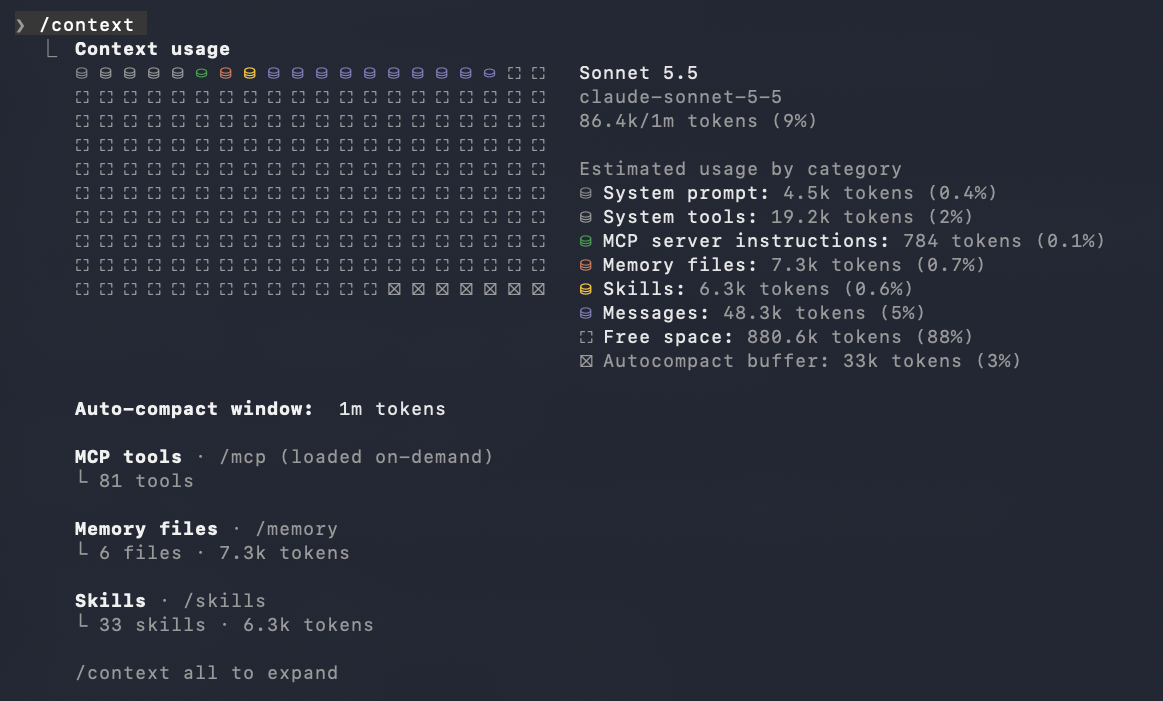 ❯ /context
Context usage
Sonnet 5.5
claude-sonnet-5-5
86.4k/1m tokens (9%)
Estimated usage by category
System prompt: 4.5k tokens (0.4%)
System tools: 19.2k tokens (2%)
MCP server instructions: 784 tokens (0.1%)
Memory files: 7.3k tokens (0.7%)
Skills: 6.3k tokens (0.6%)
Messages: 48.3k tokens (5%)
Free space: 880.6k tokens (88%)
Autocompact buffer: 33k tokens (3%)
Auto-compact window: 1m tokens
MCP tools · /mcp (loaded on-demand)
└ 81 tools
Memory files · /memory
└ 6 files · 7.3k tokens
Skills · /skills
└ 33 skills · 6.3k tokens
/context all to expand